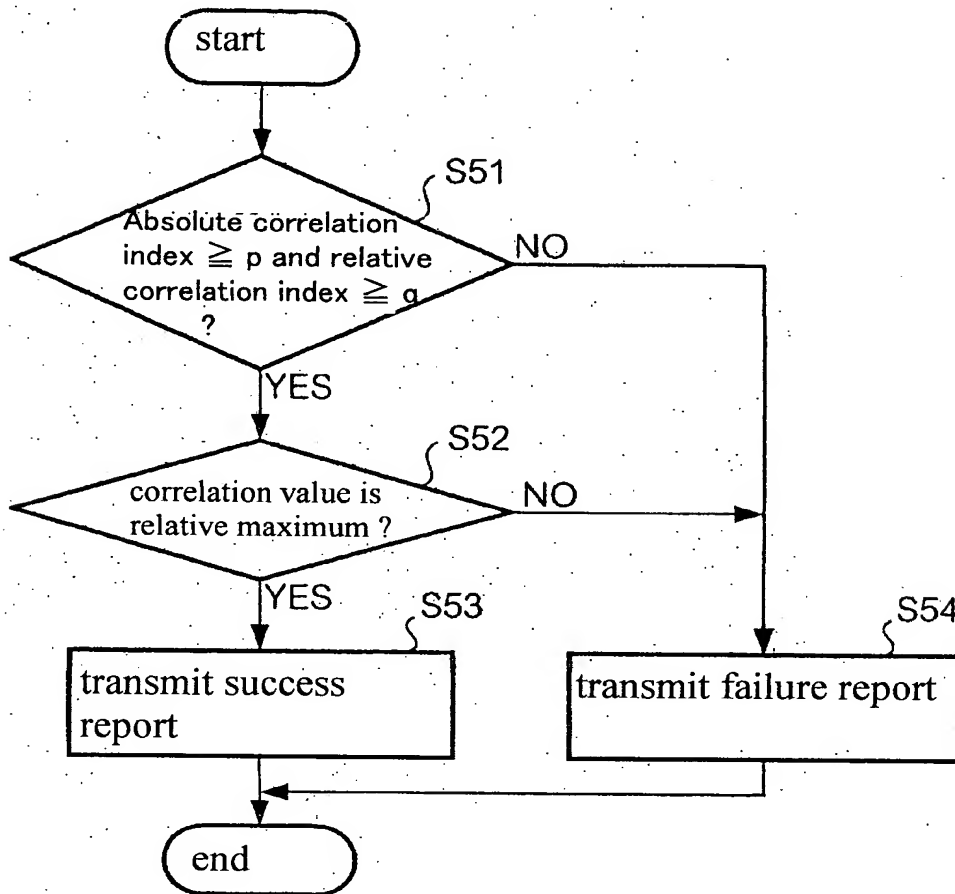 start
S51
Absolute correlation
index ≧ p and relative
correlation index ≧ q
?
NO
YES
S52
correlation value is
relative maximum ?
NO
YES
S53
S54
transmit success
report
transmit failure report
end